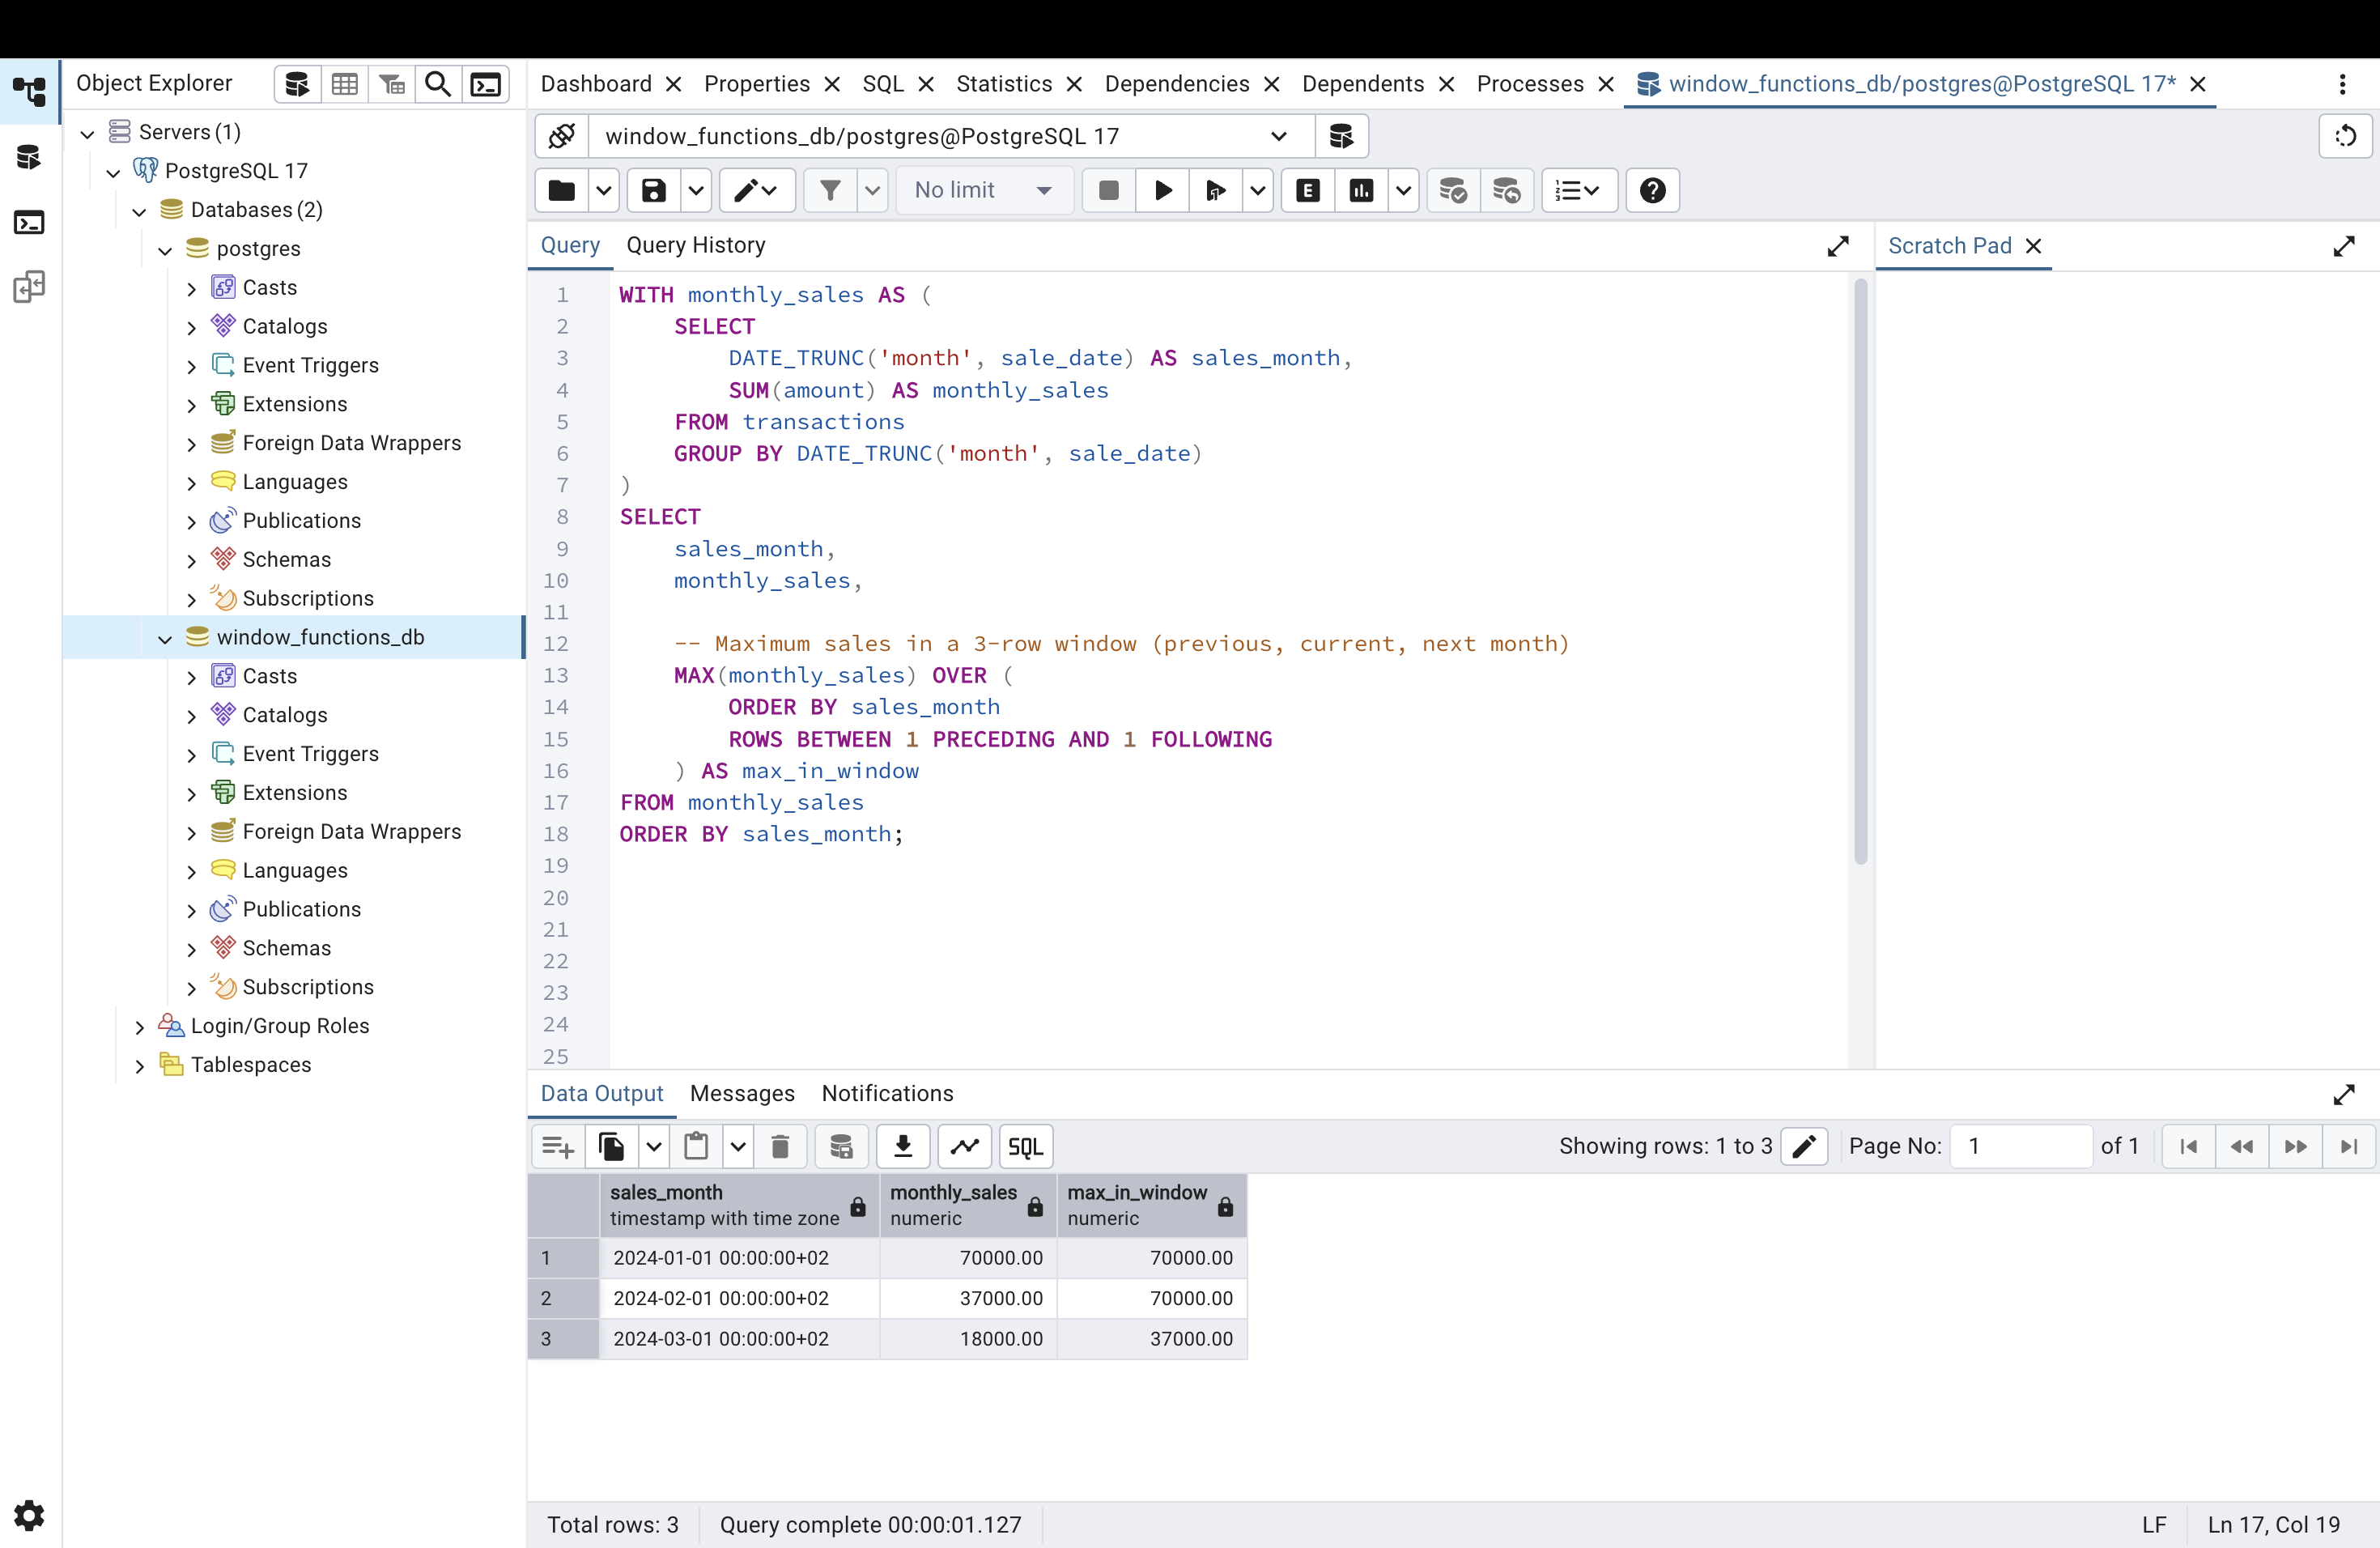 Object Explorer
Servers (1)
PostgreSQL 17
Databases (2)
postgres
Casts
Catalogs
Event Triggers
Extensions
Foreign Data Wrappers
Languages
Publications
Schemas
Subscriptions
window_functions_db
Casts
Catalogs
Event Triggers
Extensions
Foreign Data Wrappers
Languages
Publications
Schemas
Subscriptions
Login/Group Roles
Tablespaces
Dashboard Properties SQL Statistics Dependencies Dependents Processes window_functions_db/postgres@PostgreSQL 17*
window_functions_db/postgres@PostgreSQL 17
No limit E
Query Query History
Scratch Pad
1 WITH monthly_sales AS (
2 SELECT
3 DATE_TRUNC('month', sale_date) AS sales_month,
4 SUM(amount) AS monthly_sales
5 FROM transactions
6 GROUP BY DATE_TRUNC('month', sale_date)
7 )
8 SELECT
9 sales_month,
10 monthly_sales,
11
12 -- Maximum sales in a 3-row window (previous, current, next month)
13 MAX(monthly_sales) OVER (
14 ORDER BY sales_month
15 ROWS BETWEEN 1 PRECEDING AND 1 FOLLOWING
16 ) AS max_in_window
17 FROM monthly_sales
18 ORDER BY sales_month;
19
20
21
22
23
24
25
Data Output Messages Notifications
SQL Showing rows: 1 to 3 Page No: 1 of 1
sales_month monthly_sales max_in_window
timestamp with time zone numeric numeric
1 2024-01-01 00:00:00+02 70000.00 70000.00
2 2024-02-01 00:00:00+02 37000.00 70000.00
3 2024-03-01 00:00:00+02 18000.00 37000.00
Total rows: 3 Query complete 00:00:01.127 LF Ln 17, Col 19